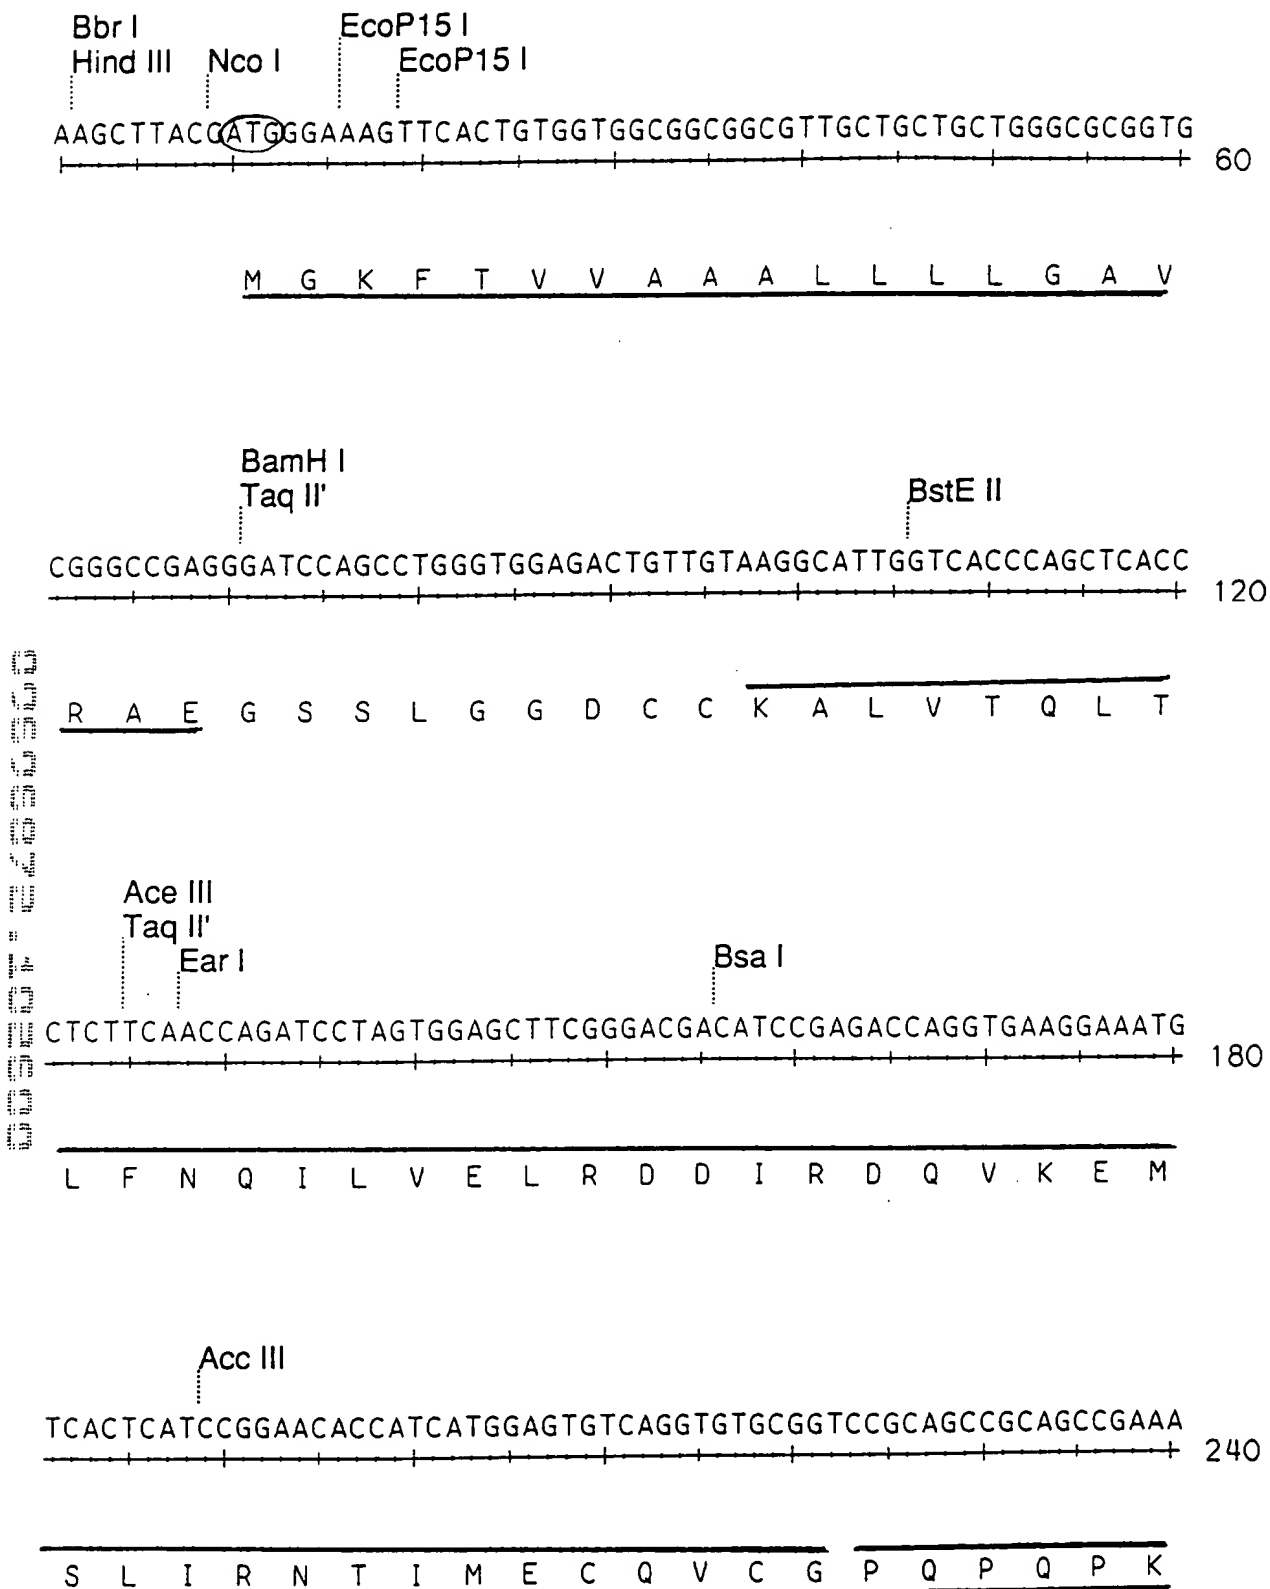 Bbr I EcoP15 I
Hind III Nco I EcoP15 I
AAGCTTACCATGGGAAAGTTCACTGTGGTGGCGGCGGCGTTGCTGCTGCTGGGCGCGGTG 60
M G K F T V V A A A L L L L G A V
BamH I
Taq II' BstE II
CGGGCCGAGGGATCCAGCCTGGGTGGAGACTGTTGTAAGGCATTGGTCACCCAGCTCACC 120
R A E G S S L G G D C C K A L V T Q L T
Ace III
Taq II'
Ear I Bsa I
CTCTTCAACCAGATCCTAGTGGAGCTTCGGGACGACATCCGAGACCAGGTGAAGGAAATG 180
L F N Q I L V E L R D D I R D Q V K E M
Acc III
TCACTCATCCGGAACACCATCATGGAGTGTCAGGTGTGCGGTCCGCAGCCGCAGCCGAAA 240
S L I R N T I M E C Q V C G P Q P Q P K